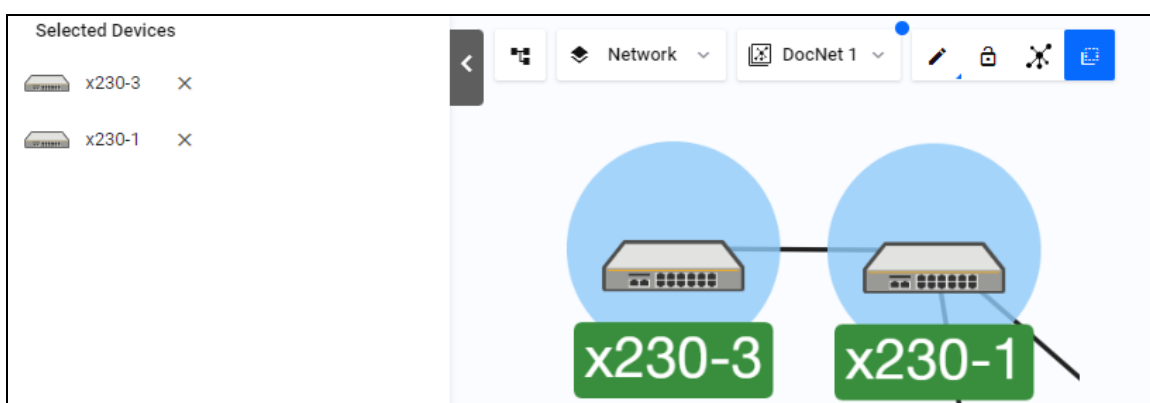 Selected Devices
x230-3
x230-1
Network
DocNet 1
x230-3
x230-1